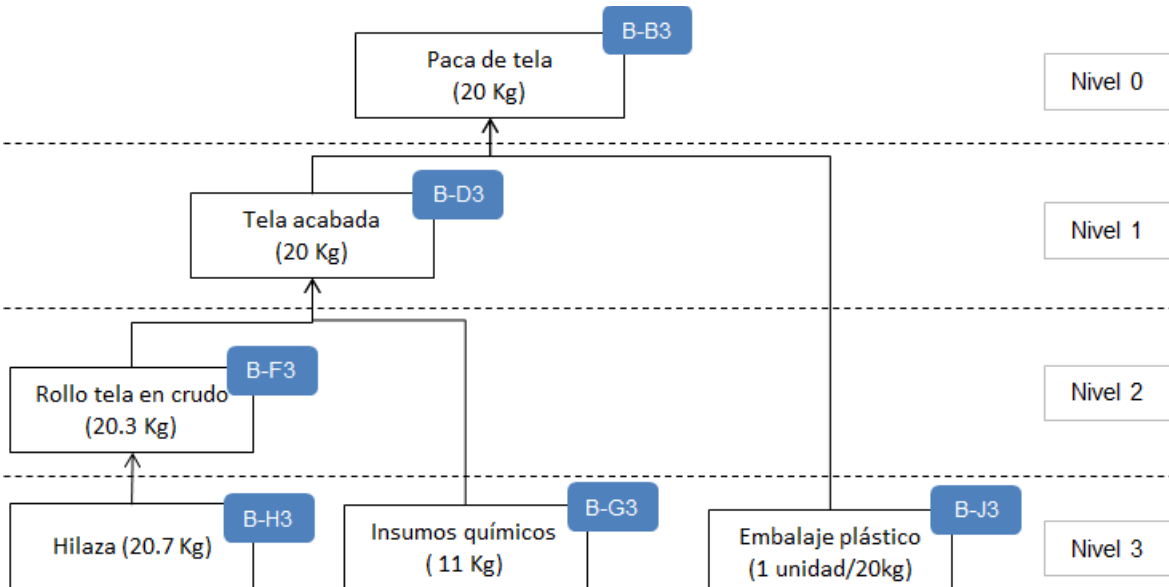 B-B3
Paca de tela
(20 Kg)
Nivel 0
B-D3
Tela acabada
(20 Kg)
Nivel 1
B-F3
Rollo tela en crudo
(20.3 Kg)
Nivel 2
B-H3
Hilaza (20.7 Kg)
B-G3
Insumos químicos
( 11 Kg)
B-J3
Embalaje plástico
(1 unidad/20kg)
Nivel 3